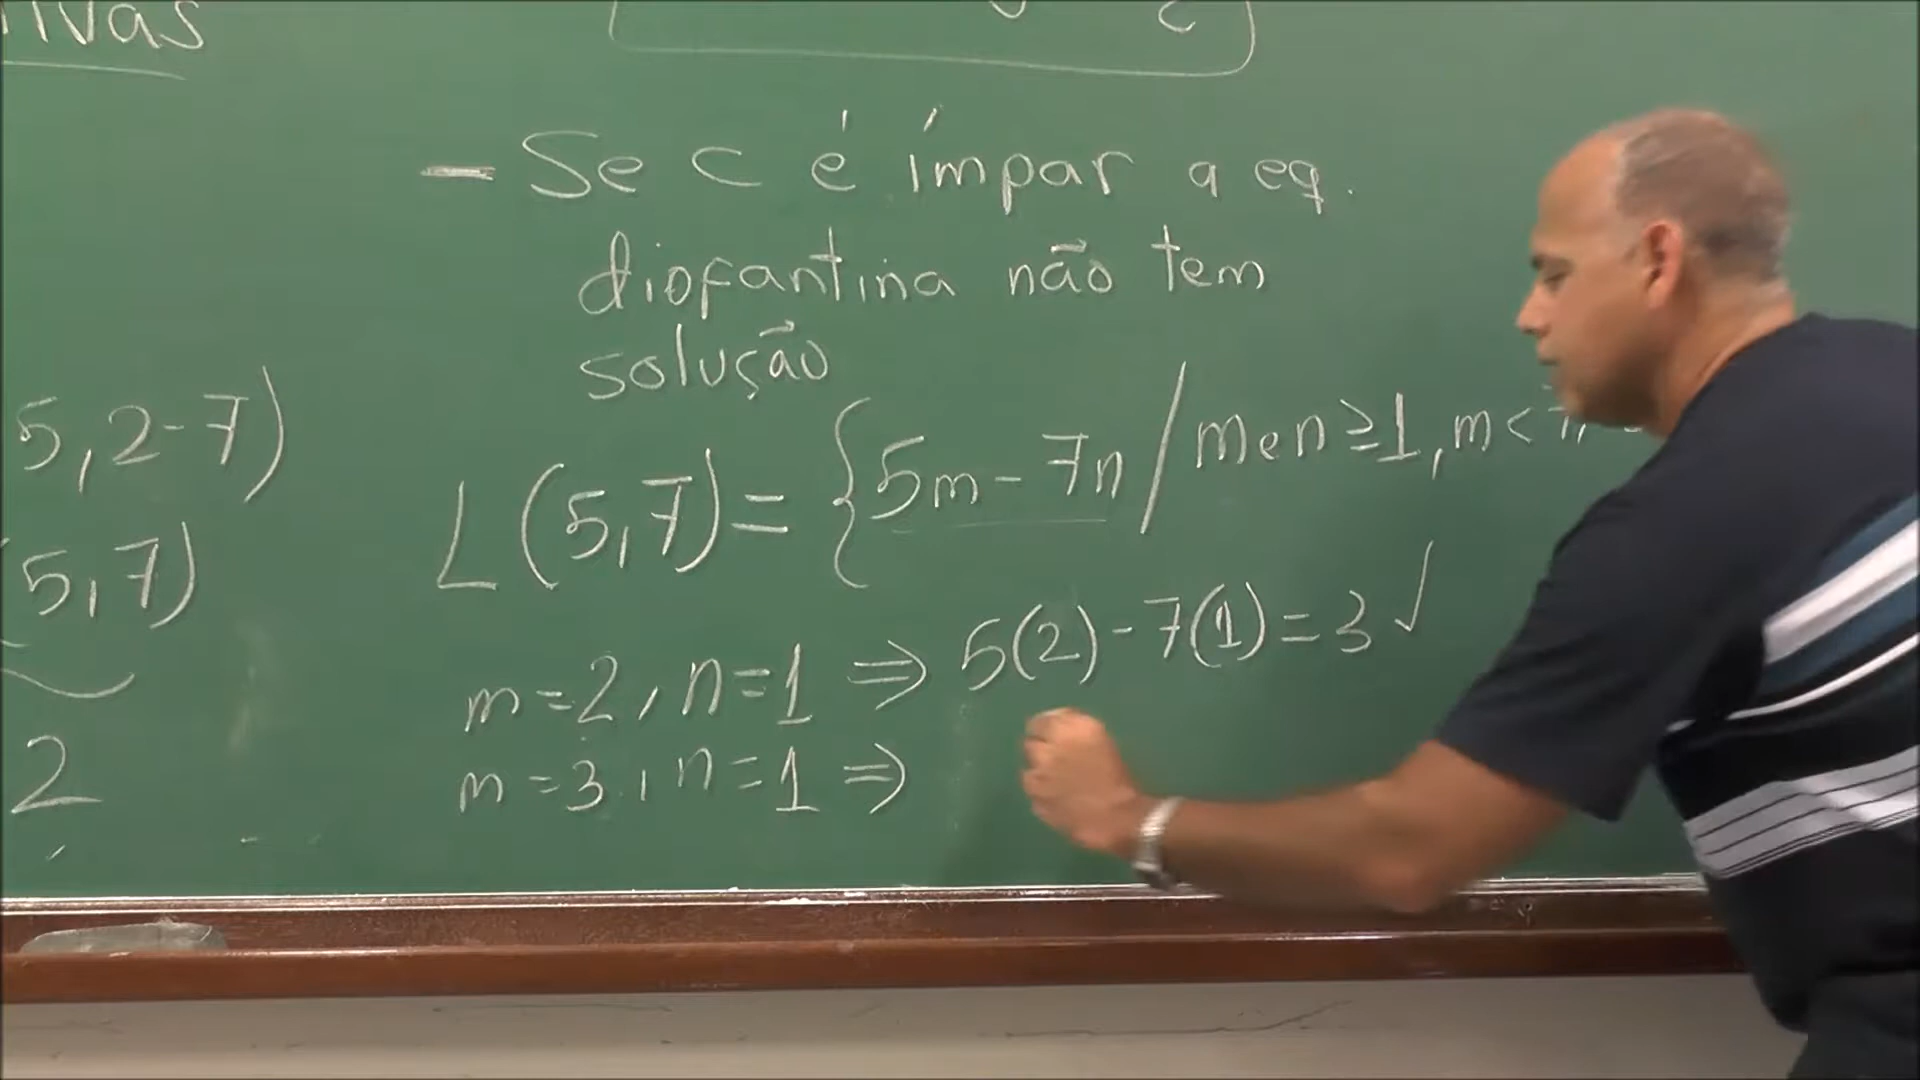 - Se c é ímpar a eq.
diofantina não tem
solução
5,2-7)
L(5,7)={5m-7n/m e n≥1,m<7
5,7)
m=2,n=1⇒5(2)-7(1)=3√
2
m=3,n=1⇒